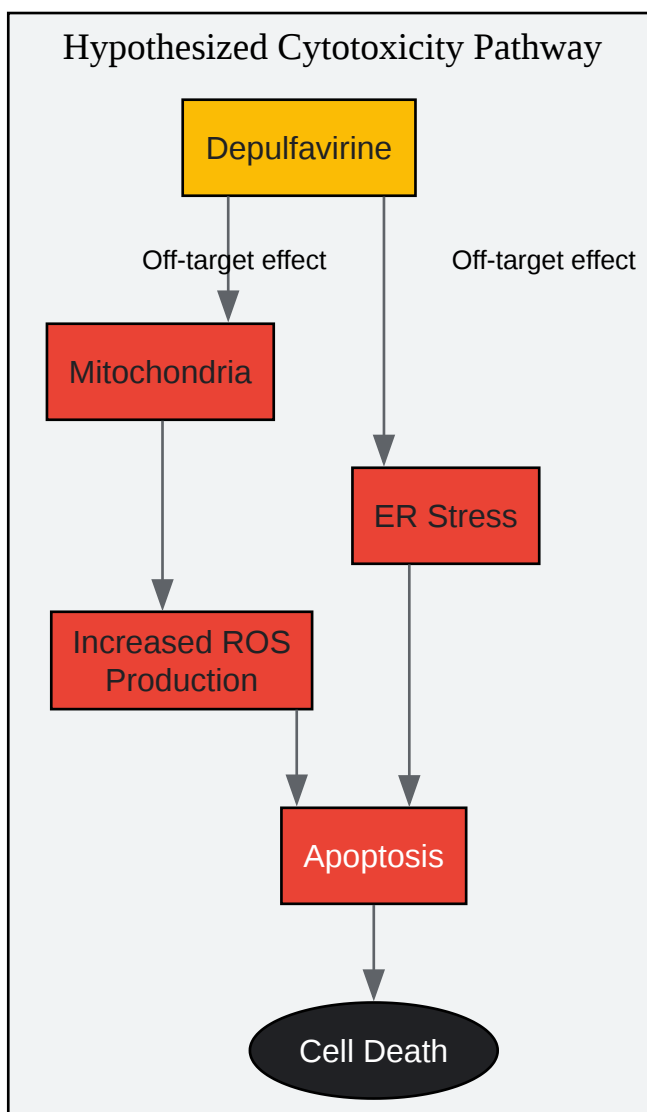 Hypothesized Cytotoxicity Pathway
Depulfavirine
Off-target effect
Off-target effect
Mitochondria
ER Stress
Increased ROS
Production
Apoptosis
Cell Death